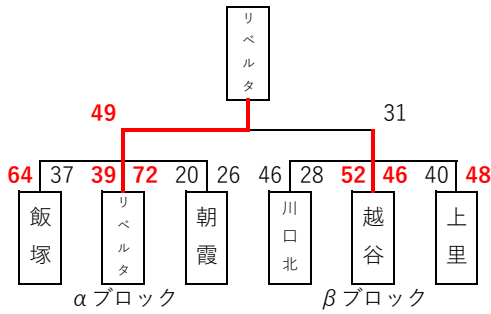 リベルタ
49 31
64 37 39 72 20 26 46 28 52 46 40 48
飯塚 リベルタ 朝霞 川口北 越谷 上里
αブロック βブロック